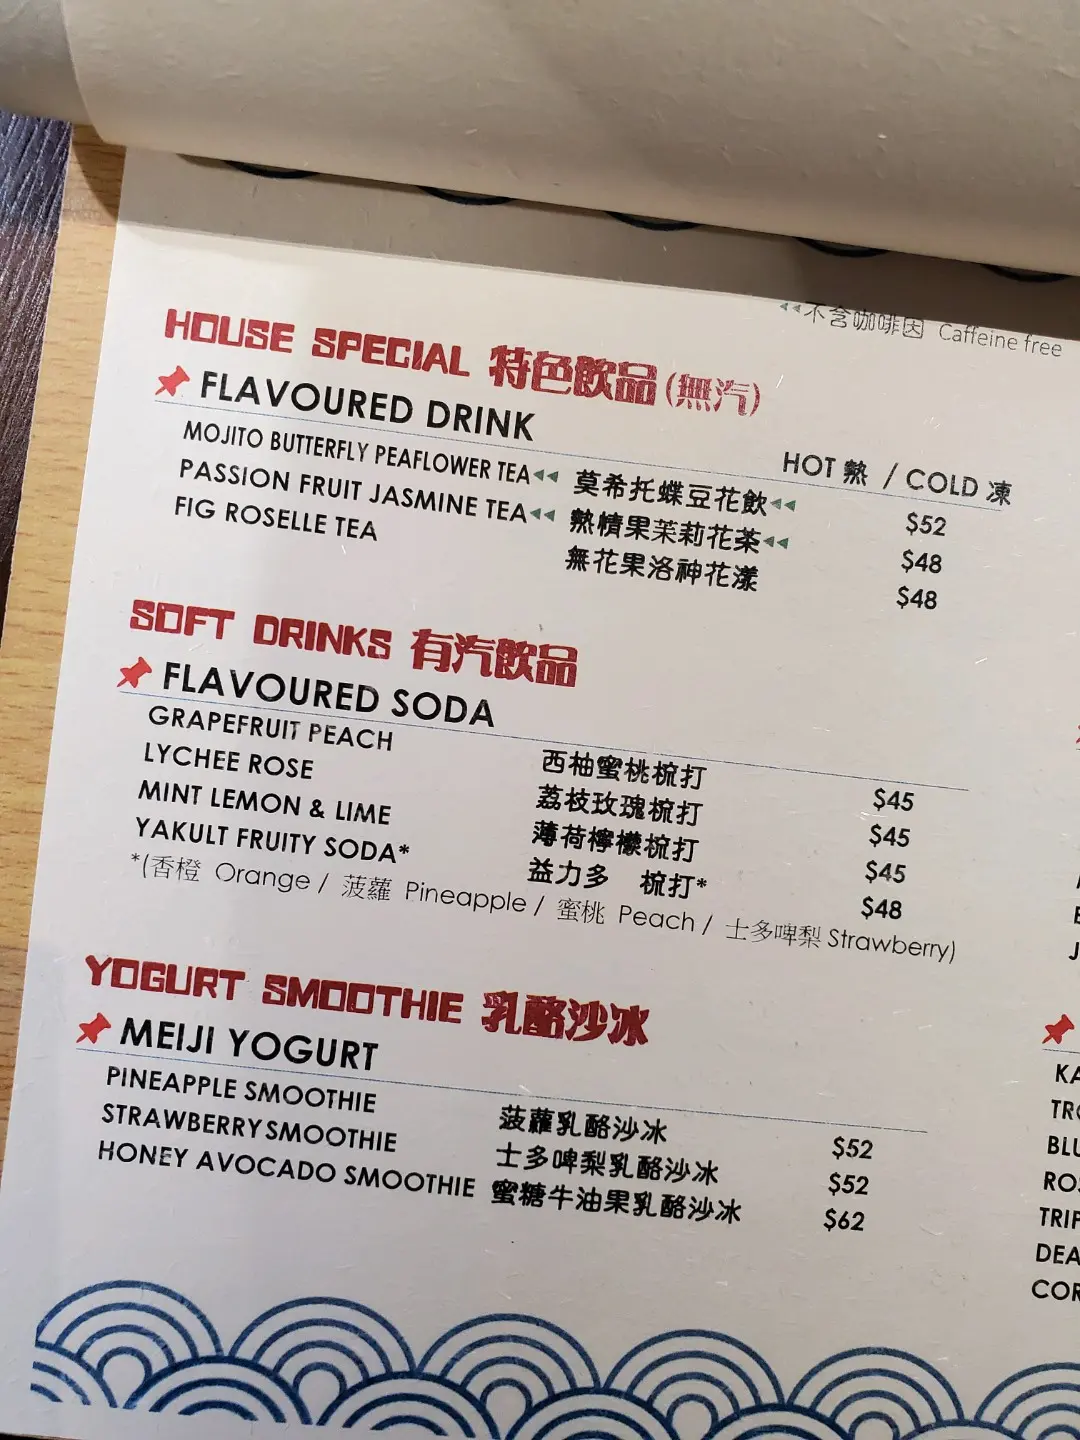 ◄◄不含咖啡因 Caffeine free
HOUSE SPECIAL 特色飲品(無汽)
FLAVOURED DRINK
HOT 熱 / COLD 凍
MOJITO BUTTERFLY PEAFLOWER TEA◄◄ 莫希托蝶豆花飲◄◄ $52
PASSION FRUIT JASMINE TEA◄◄ 熱情果茉莉花茶◄◄ $48
FIG ROSELLE TEA 無花果洛神花漾 $48
SOFT DRINKS 有汽飲品
FLAVOURED SODA
GRAPEFRUIT PEACH 西柚蜜桃梳打 $45
LYCHEE ROSE 荔枝玫瑰梳打 $45
MINT LEMON & LIME 薄荷檸檬梳打 $45
YAKULT FRUITY SODA* 益力多 梳打* $48
*(香橙 Orange / 菠蘿 Pineapple / 蜜桃 Peach / 士多啤梨 Strawberry)
YOGURT SMOOTHIE 乳酪沙冰
MEIJI YOGURT
PINEAPPLE SMOOTHIE 菠蘿乳酪沙冰 $52
STRAWBERRY SMOOTHIE 士多啤梨乳酪沙冰 $52
HONEY AVOCADO SMOOTHIE 蜜糖牛油果乳酪沙冰 $62
KA
TRO
BLU
ROS
TRIP
DEA
COR